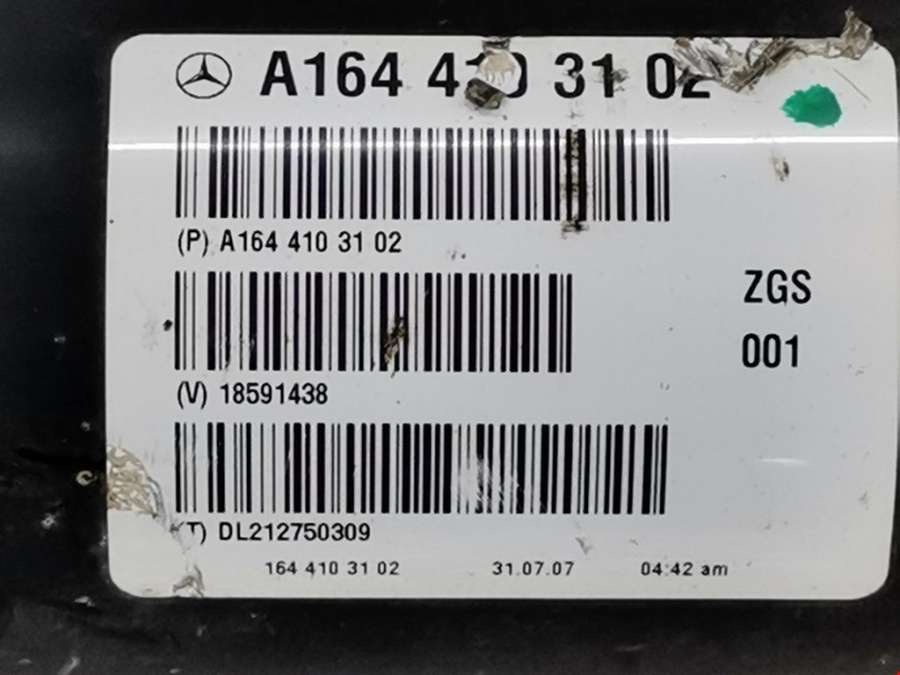 A164 410 31 02
(P) A164 410 31 02
ZGS
001
(V) 18591438
(T) DL212750309
164 410 31 02 31.07.07 04:42 am